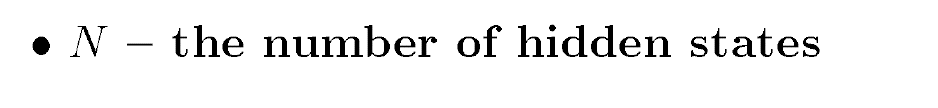 • N – the number of hidden states